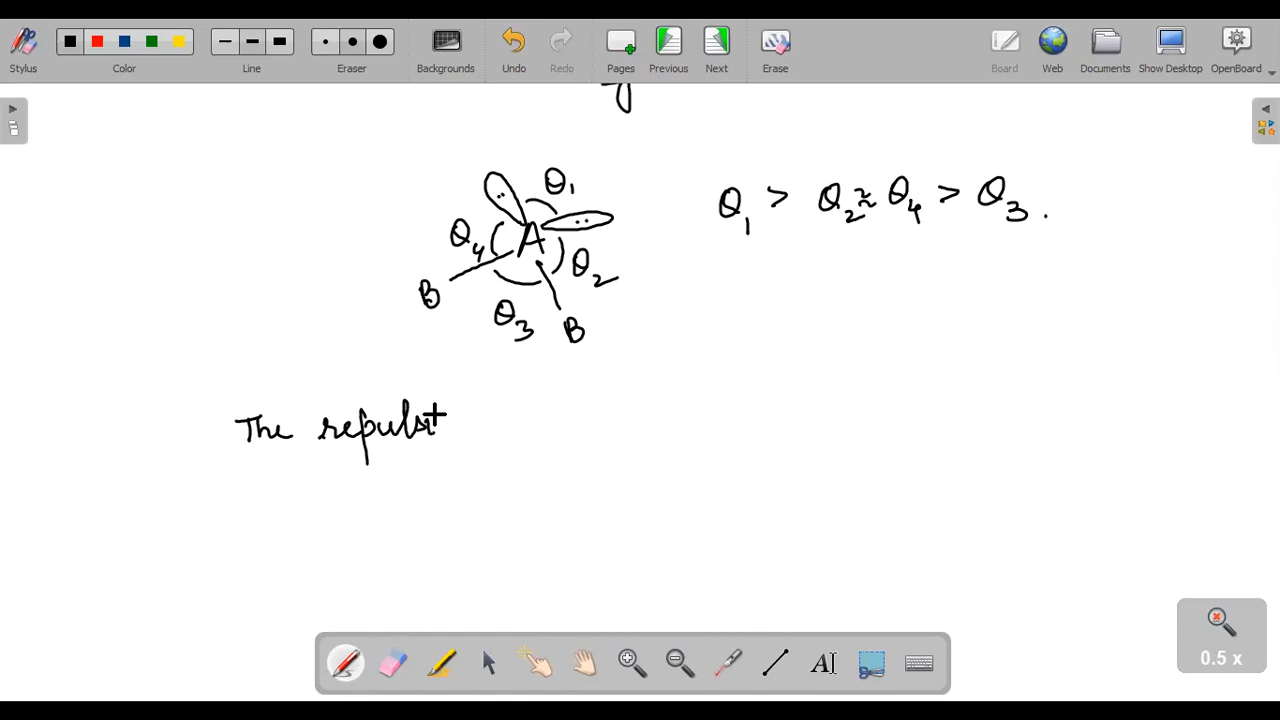 Stylus
Color
Line
Eraser
Backgrounds
Undo
Redo
Pages
Previous
Next
Erase
Board
Web
Documents
Show Desktop
OpenBoard
θ₁
θ₁ > θ₂ ≈ θ₄ > θ₃ .
θ₄
A
θ₂
B
θ₃
B
The repulsi
0.5 x